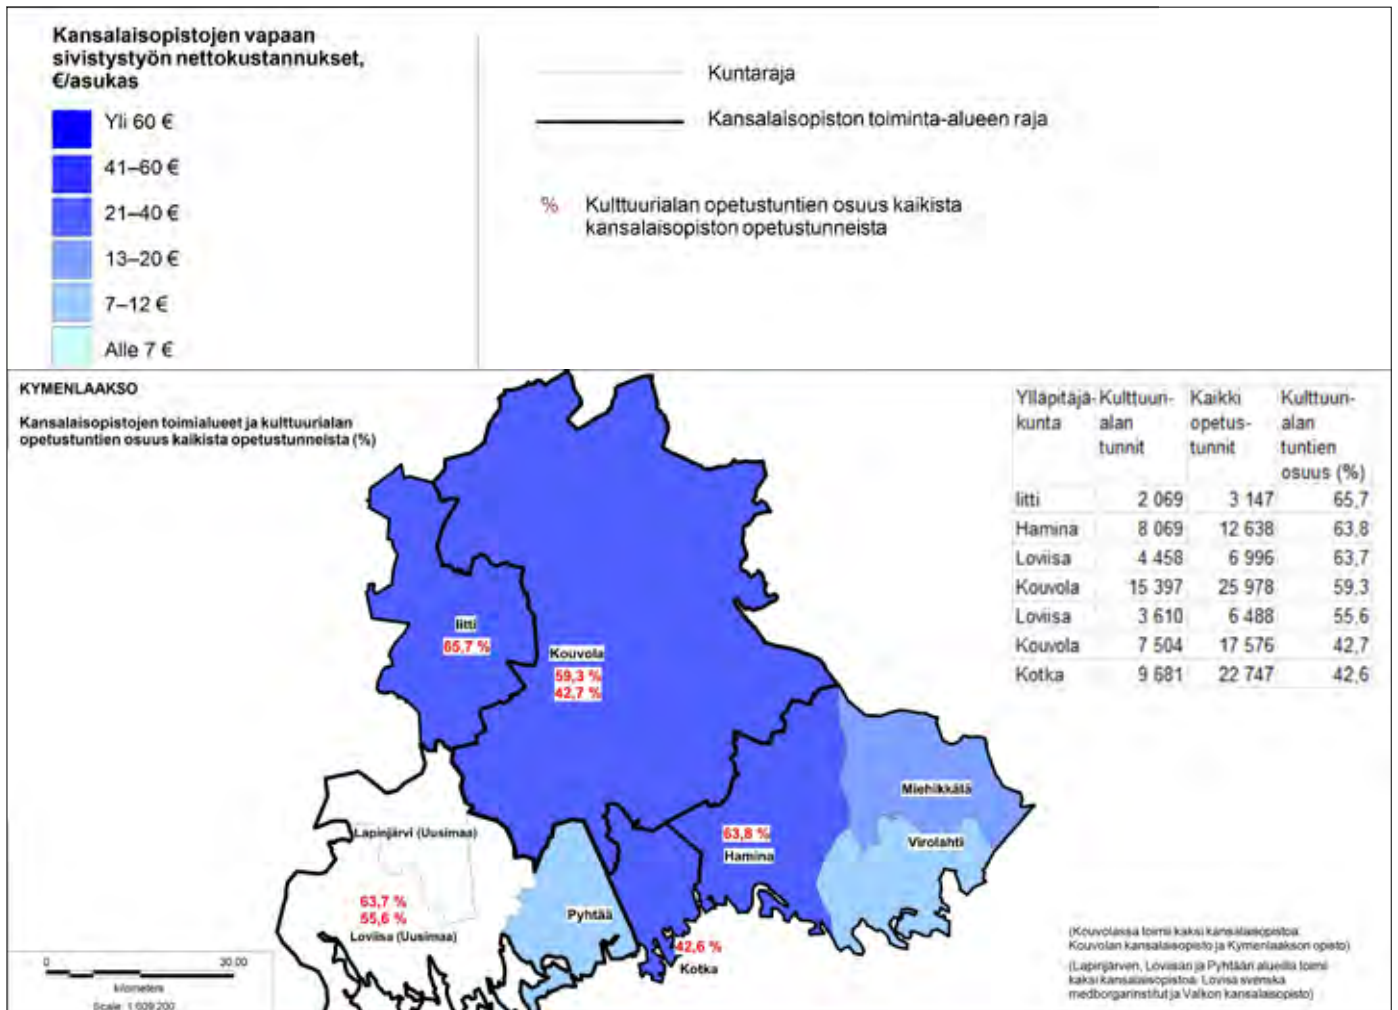 Kansalaisopistojen vapaan
sivistystyön nettokustannukset,
€/asukas
Yli 60 €
41–60 €
21–40 €
13–20 €
7–12 €
Alle 7 €
Kuntaraja
Kansalaisopiston toiminta-alueen raja
% Kulttuurialan opetustuntien osuus kaikista
kansalaisopiston opetustunneista
KYMENLAAKSO
Kansalaisopistojen toimialueet ja kulttuurialan
opetustuntien osuus kaikista opetustunneista (%)
Ylläpitäjä- Kulttuuri- Kaikki Kulttuuri-
kunta alan opetus- alan
tunnit tunnit tuntien
osuus (%)
Iitti 2 069 3 147 65,7
Hamina 8 069 12 638 63,8
Loviisa 4 458 6 996 63,7
Kouvola 15 397 25 978 59,3
Loviisa 3 610 6 488 55,6
Kouvola 7 504 17 576 42,7
Kotka 9 681 22 747 42,6
Iitti
65,7 %
Kouvola
59,3 %
42,7 %
Miehikkälä
Virolahti
63,8 %
Hamina
Lapinjärvi (Uusimaa)
63,7 %
55,6 %
Loviisa (Uusimaa)
Pyhtää
42,6 %
Kotka
(Kouvolassa toimii kaksi kansalaisopistoa:
Kouvolan kansalaisopisto ja Kymenlaakson opisto)
(Lapinjärven, Loviisan ja Pyhtään alueilla toimii
kaksi kansalaisopistoa: Lovisa svenska
medborgarinstitut ja Valkon kansalaisopisto)
0 30.00
kilometers
Scale: 1:609 200